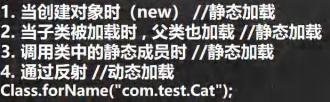 1. 当创建对象时（new） //静态加载
2. 当子类被加载时，父类也加载 //静态加载
3. 调用类中的静态成员时 //静态加载
4. 通过反射 //动态加载
Class.forName("com.test.Cat");